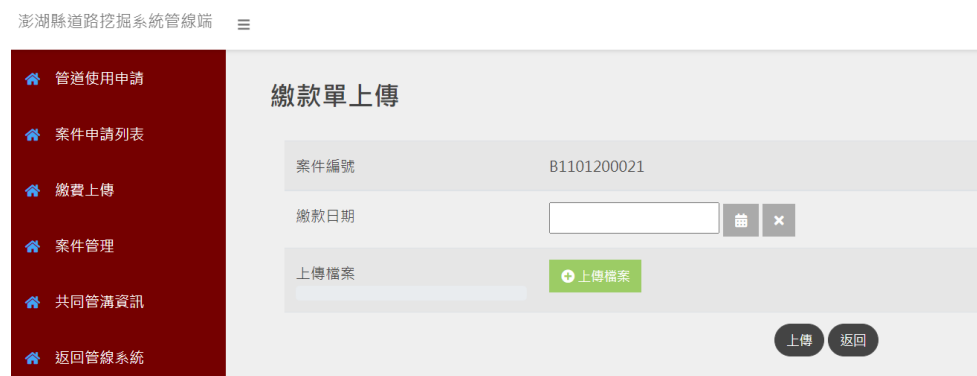 澎湖縣道路挖掘系統管線端
管道使用申請
案件申請列表
繳費上傳
案件管理
共同管溝資訊
返回管線系統
繳款單上傳
案件編號 B1101200021
繳款日期
上傳檔案 上傳檔案
上傳 返回